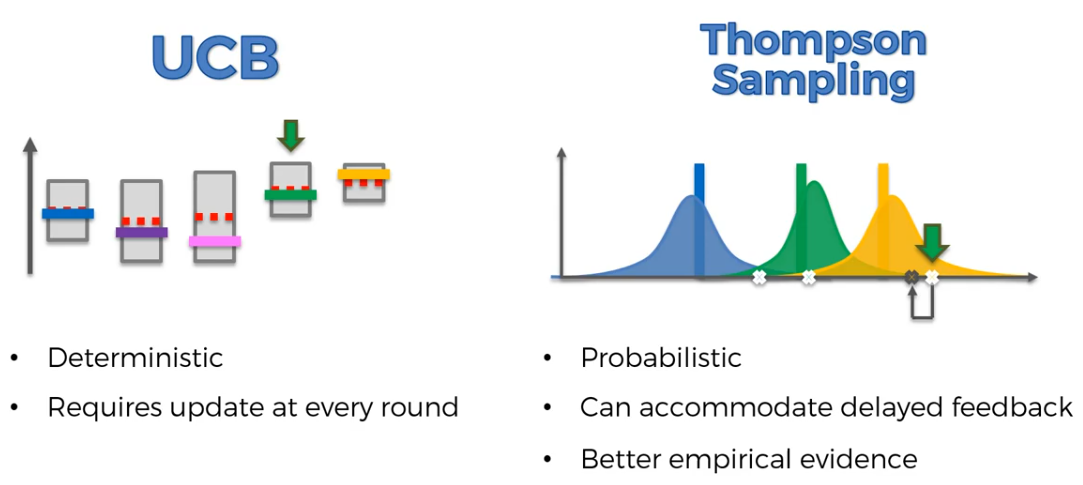 UCB
Thompson
Sampling
• Deterministic
• Requires update at every round
• Probabilistic
• Can accommodate delayed feedback
• Better empirical evidence